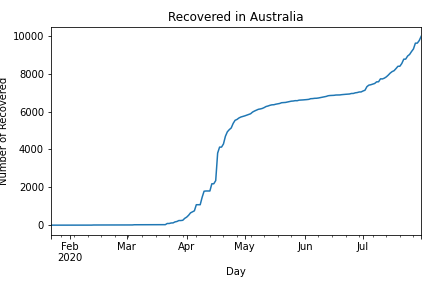 Recovered in Australia
10000
8000
6000
4000
2000
0
Number of Recovered
Feb Mar Apr May Jun Jul
2020
Day